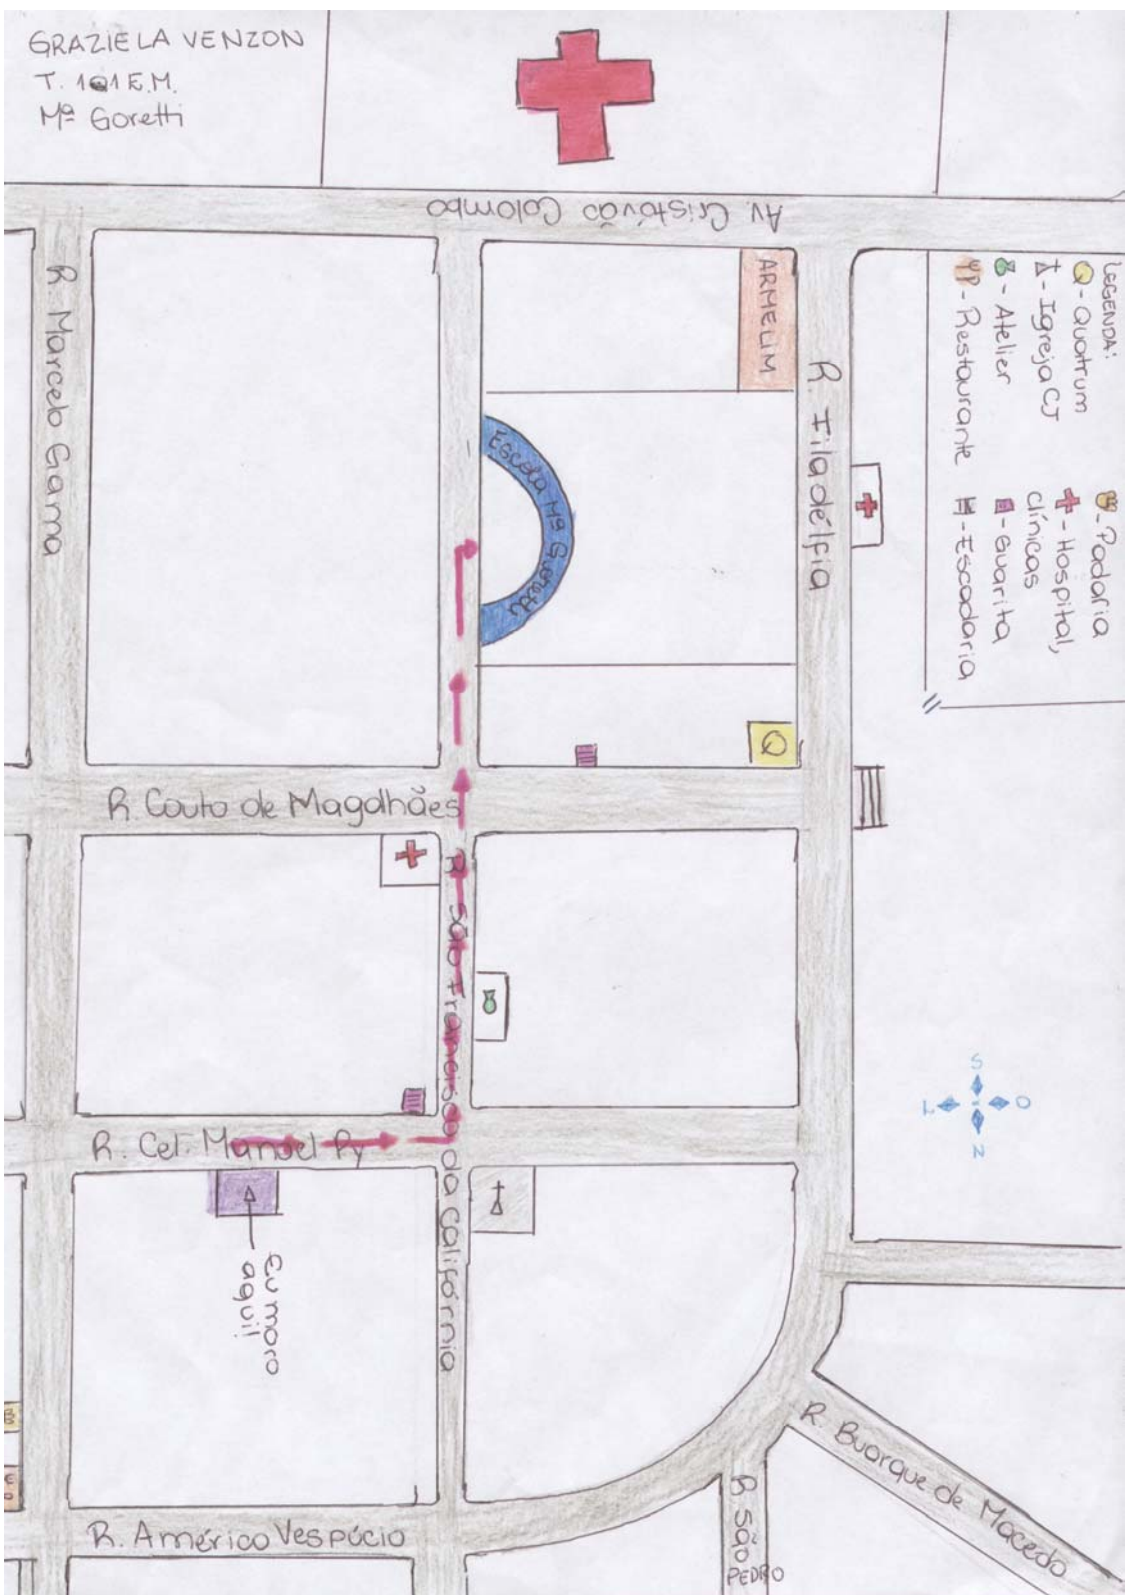 GRAZIELA VENZON
T. 101 E.M.
Mª Goretti
Av. Cristóvão Colombo
ARMELIM
R. Filadélfia
LEGENDA:
Q - Quatrum
Igreja CJ
- Atelier
- Restaurante
- Padaria
- Hospital,
clínicas
- Guarita
- Escadaria
R. Marcelo Gama
Escola Mª Goretti
Q
R. Couto de Magalhães
R. São Francisco da Califórnia
S
L
O
N
R. Cel. Manoel Py
Eu moro
aqui!
R. Buarque de Macedo
R. São
PEDRO
R. Américo Vespúcio